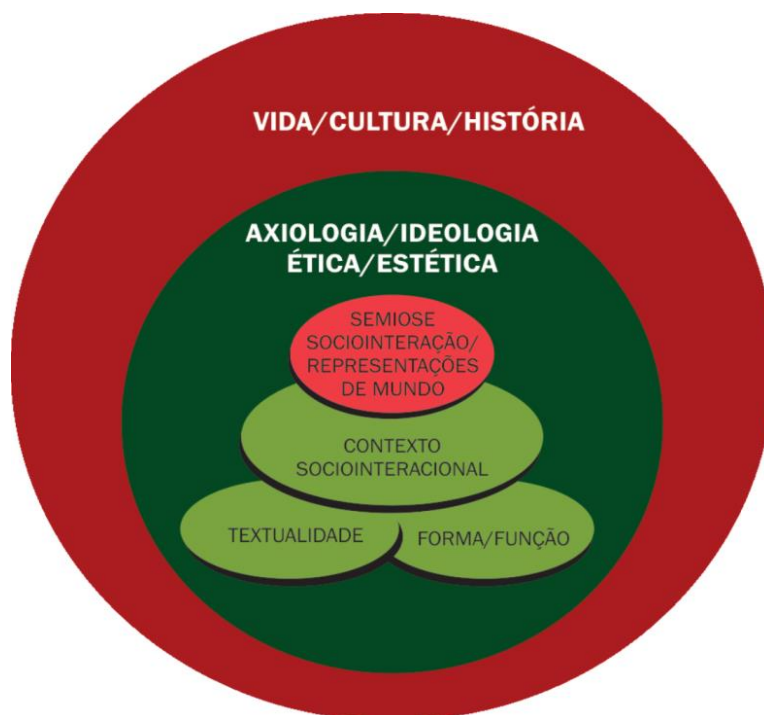 VIDA/CULTURA/HISTÓRIA
AXIOLOGIA/IDEOLOGIA
ÉTICA/ESTÉTICA
SEMIOSE
SOCIOINTERAÇÃO/
REPRESENTAÇÕES
DE MUNDO
CONTEXTO
SOCIOINTERACIONAL
TEXTUALIDADE
FORMA/FUNÇÃO